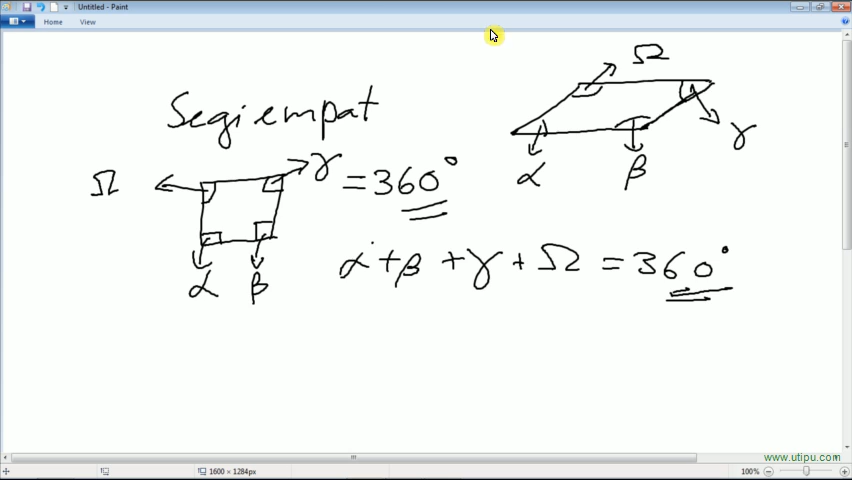 Untitled - Paint
Home View
Segiempat
Ω γ = 360°
α β
Ω
α β γ
α + β + γ + Ω = 360°
www.utipu.com
1600 × 1284px 100%